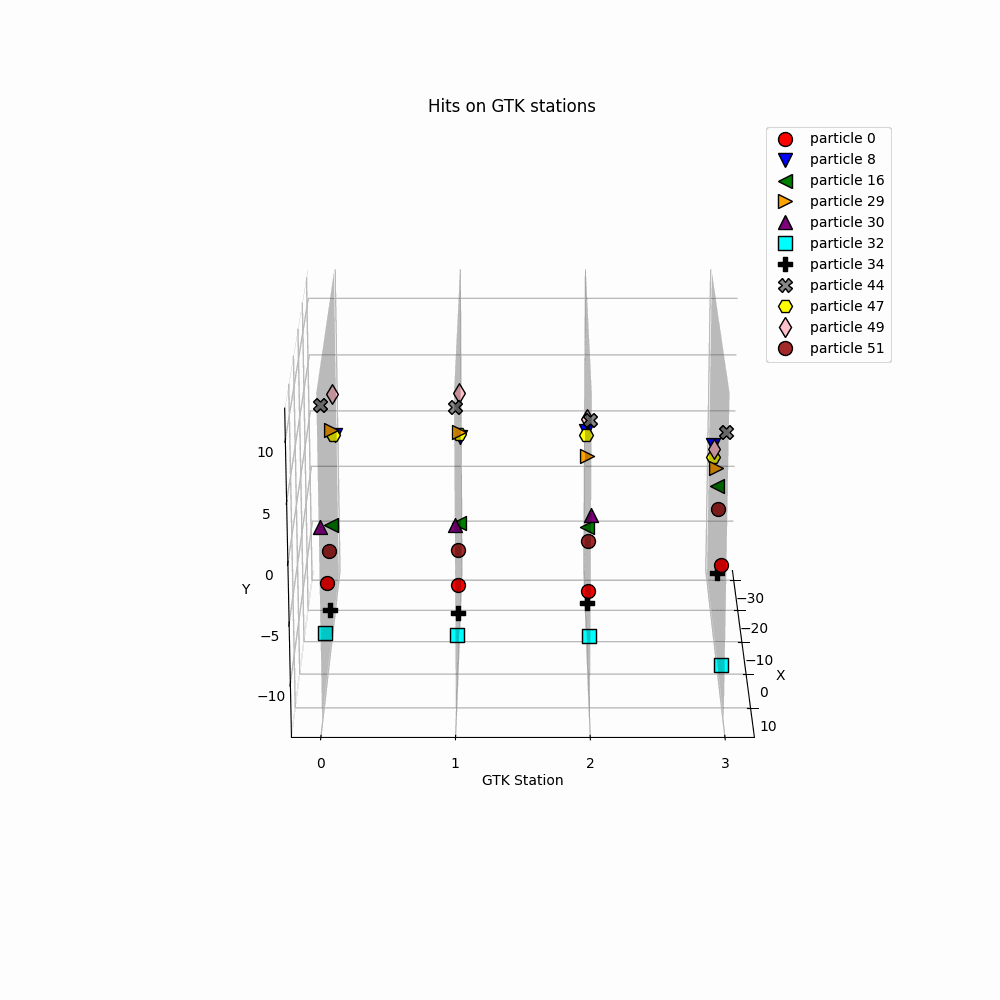 Hits on GTK stations
particle 0
particle 8
particle 16
particle 29
particle 30
particle 32
particle 34
particle 44
particle 47
particle 49
particle 51
10
5
0
−5
−10
Y
−30
−20
−10
0
10
X
0 1 2 3
GTK Station